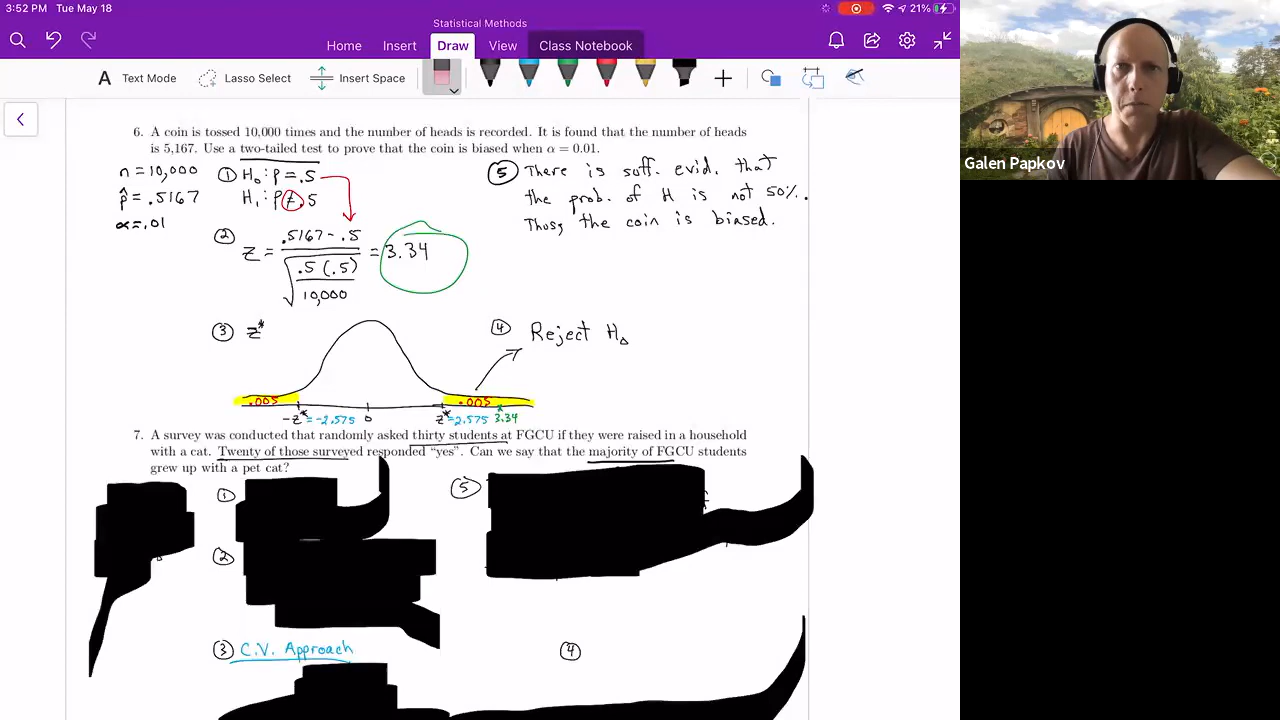 3:52 PM Tue May 18
21%
Statistical Methods
Home Insert Draw View Class Notebook
A Text Mode Lasso Select Insert Space
Galen Papkov
6. A coin is tossed 10,000 times and the number of heads is recorded. It is found that the number of heads
is 5,167. Use a two-tailed test to prove that the coin is biased when α = 0.01.
n = 10,000
p̂ = .5167
α = .01
① H₀: p = .5
H₁: p ≠ .5
② z = (.5167 - .5) / √(.5(.5) / 10,000) = 3.34
③ z*
.005 .005
-z* = -2.575 0 z* = 2.575 3.34
④ Reject H₀
⑤ There is suff. evid. that
the prob. of H is not 50%.
Thus, the coin is biased.
7. A survey was conducted that randomly asked thirty students at FGCU if they were raised in a household
with a cat. Twenty of those surveyed responded “yes”. Can we say that the majority of FGCU students
grew up with a pet cat?
①
②
③ C.V. Approach
④
⑤